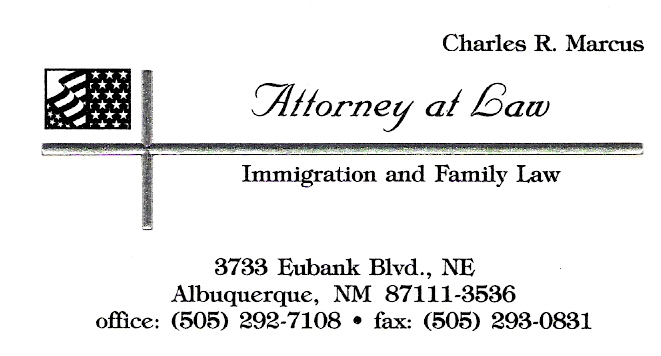 Charles R. Marcus
Attorney at Law
Immigration and Family Law
3733 Eubank Blvd., NE
Albuquerque, NM 87111-3536
office: (505) 292-7108 • fax: (505) 293-0831